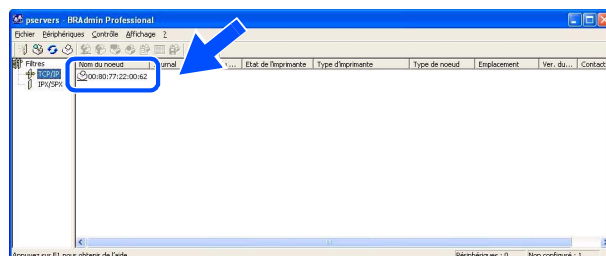 pservers - BRAdmin Professional
Fichier Périphériques Contrôle Affichage ?
Filtres
TCP/IP
IPX/SPX
Nom du noeud Journal ... Etat de l'imprimante Type d'imprimante Type de noeud Emplacement Ver. du... Contact
00:80:77:22:00:62
Appuyez sur F1 pour obtenir de l'aide Périphériques : 0 Non configuré : 1